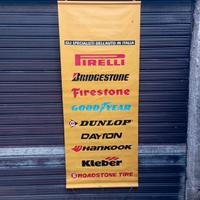 GLI SPECIALISTI DELL'AUTO IN ITALIA
PIRELLI
BRIDGESTONE
Firestone
GOODYEAR
DUNLOP
DAYTON
HANKOOK
Kleber
ROADSTONE TIRE